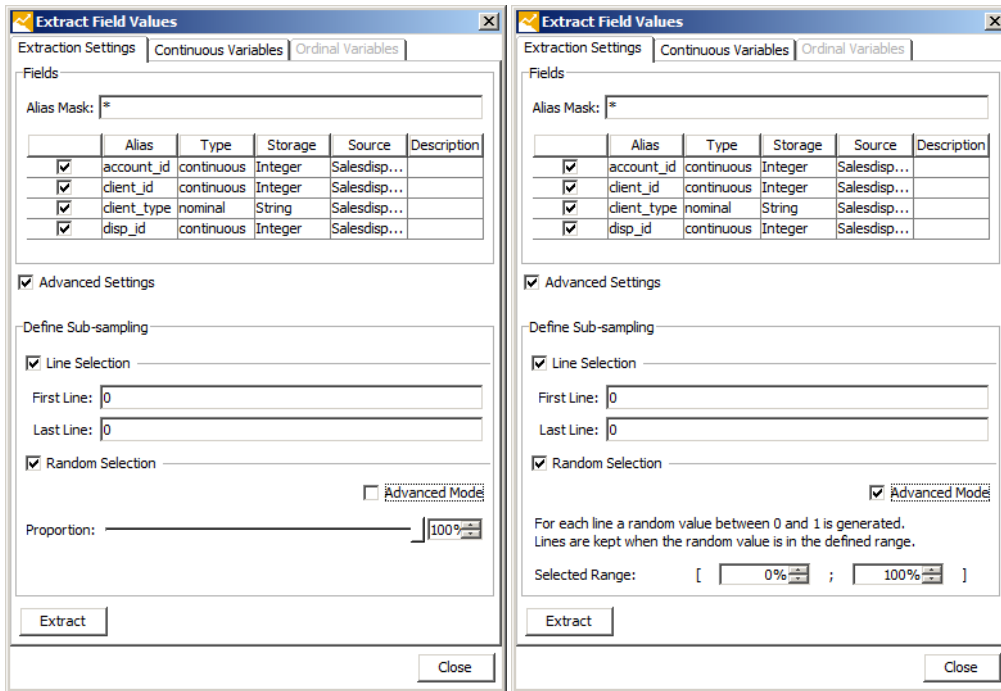 Extract Field Values
Extraction Settings Continuous Variables Ordinal Variables
Fields
Alias Mask: *
Alias Type Storage Source Description
account_id continuous Integer Salesdisp...
client_id continuous Integer Salesdisp...
client_type nominal String Salesdisp...
disp_id continuous Integer Salesdisp...
Advanced Settings
Define Sub-sampling
Line Selection
First Line: 0
Last Line: 0
Random Selection
Advanced Mode
Proportion: 100%
Extract
Close
Extract Field Values
Extraction Settings Continuous Variables Ordinal Variables
Fields
Alias Mask: *
Alias Type Storage Source Description
account_id continuous Integer Salesdisp...
client_id continuous Integer Salesdisp...
client_type nominal String Salesdisp...
disp_id continuous Integer Salesdisp...
Advanced Settings
Define Sub-sampling
Line Selection
First Line: 0
Last Line: 0
Random Selection
Advanced Mode
For each line a random value between 0 and 1 is generated.
Lines are kept when the random value is in the defined range.
Selected Range: [ 0% ; 100% ]
Extract
Close